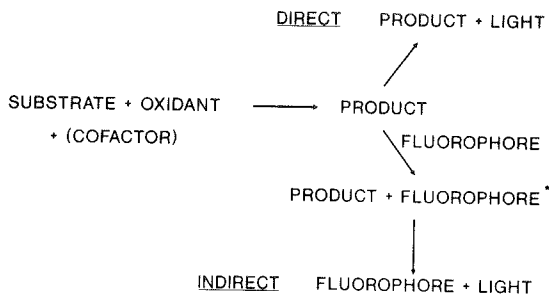 DIRECT PRODUCT + LIGHT
SUBSTRATE + OXIDANT PRODUCT
+ (COFACTOR)
FLUOROPHORE
PRODUCT + FLUOROPHORE*
INDIRECT FLUOROPHORE + LIGHT